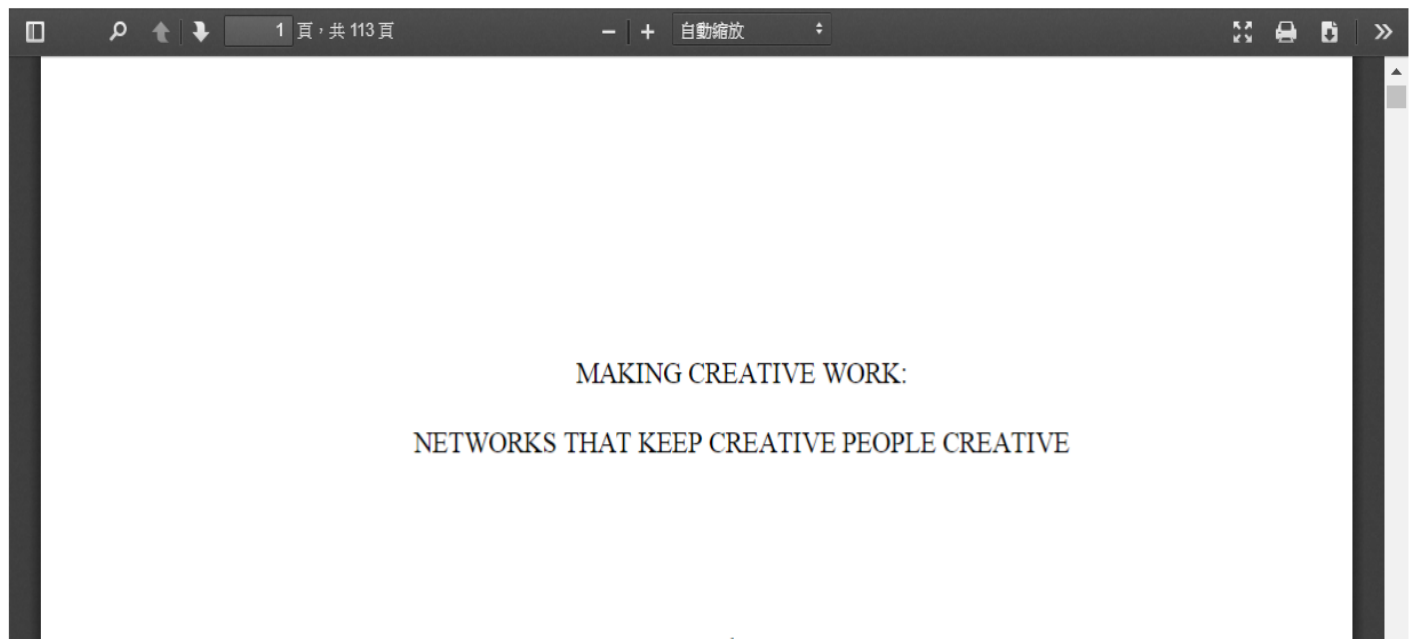 1 頁，共 113 頁
自動縮放
MAKING CREATIVE WORK:
NETWORKS THAT KEEP CREATIVE PEOPLE CREATIVE